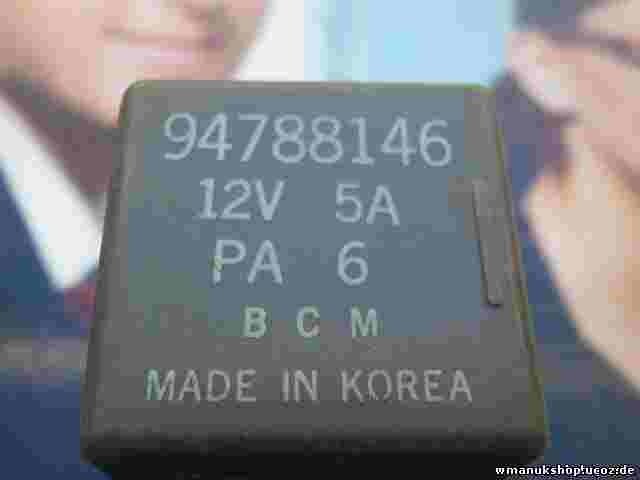 94788146
12V 5A
PA 6
B C M
MADE IN KOREA
wmanukshop.ucoz.de